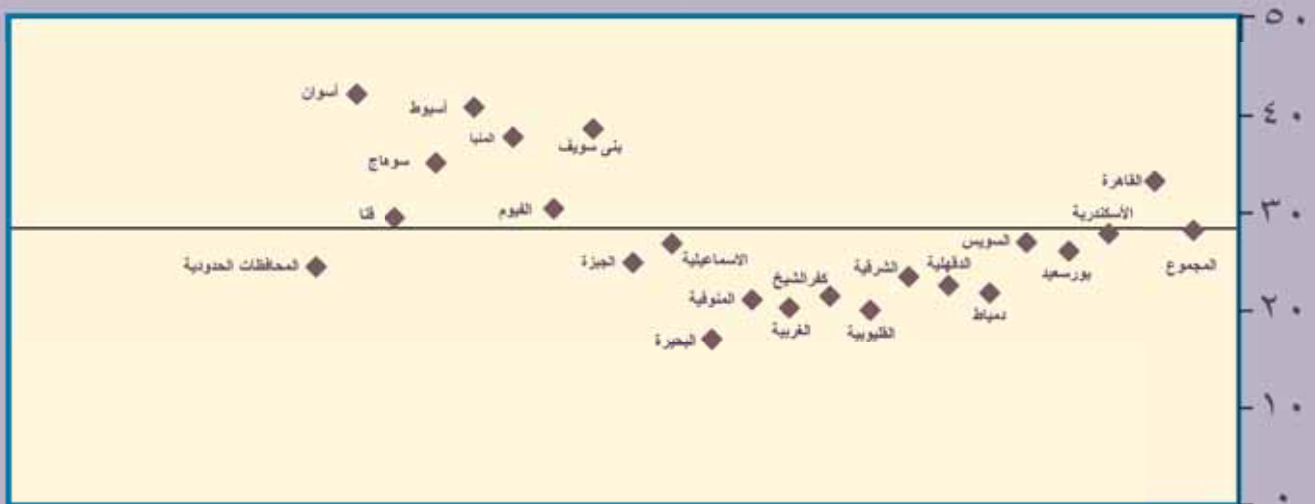 ٥٠
٤٠
٣٠
٢٠
١٠
٠
القاهرة
المجموع
الأسكندرية
بورسعيد
السويس
دمياط
الدقهلية
الشرقية
القليوبية
كفرالشيخ
الغربية
المنوفية
البحيرة
الاسماعيلية
الجيزة
بنى سويف
الفيوم
المنيا
أسيوط
سوهاج
قنا
أسوان
المحافظات الحدودية